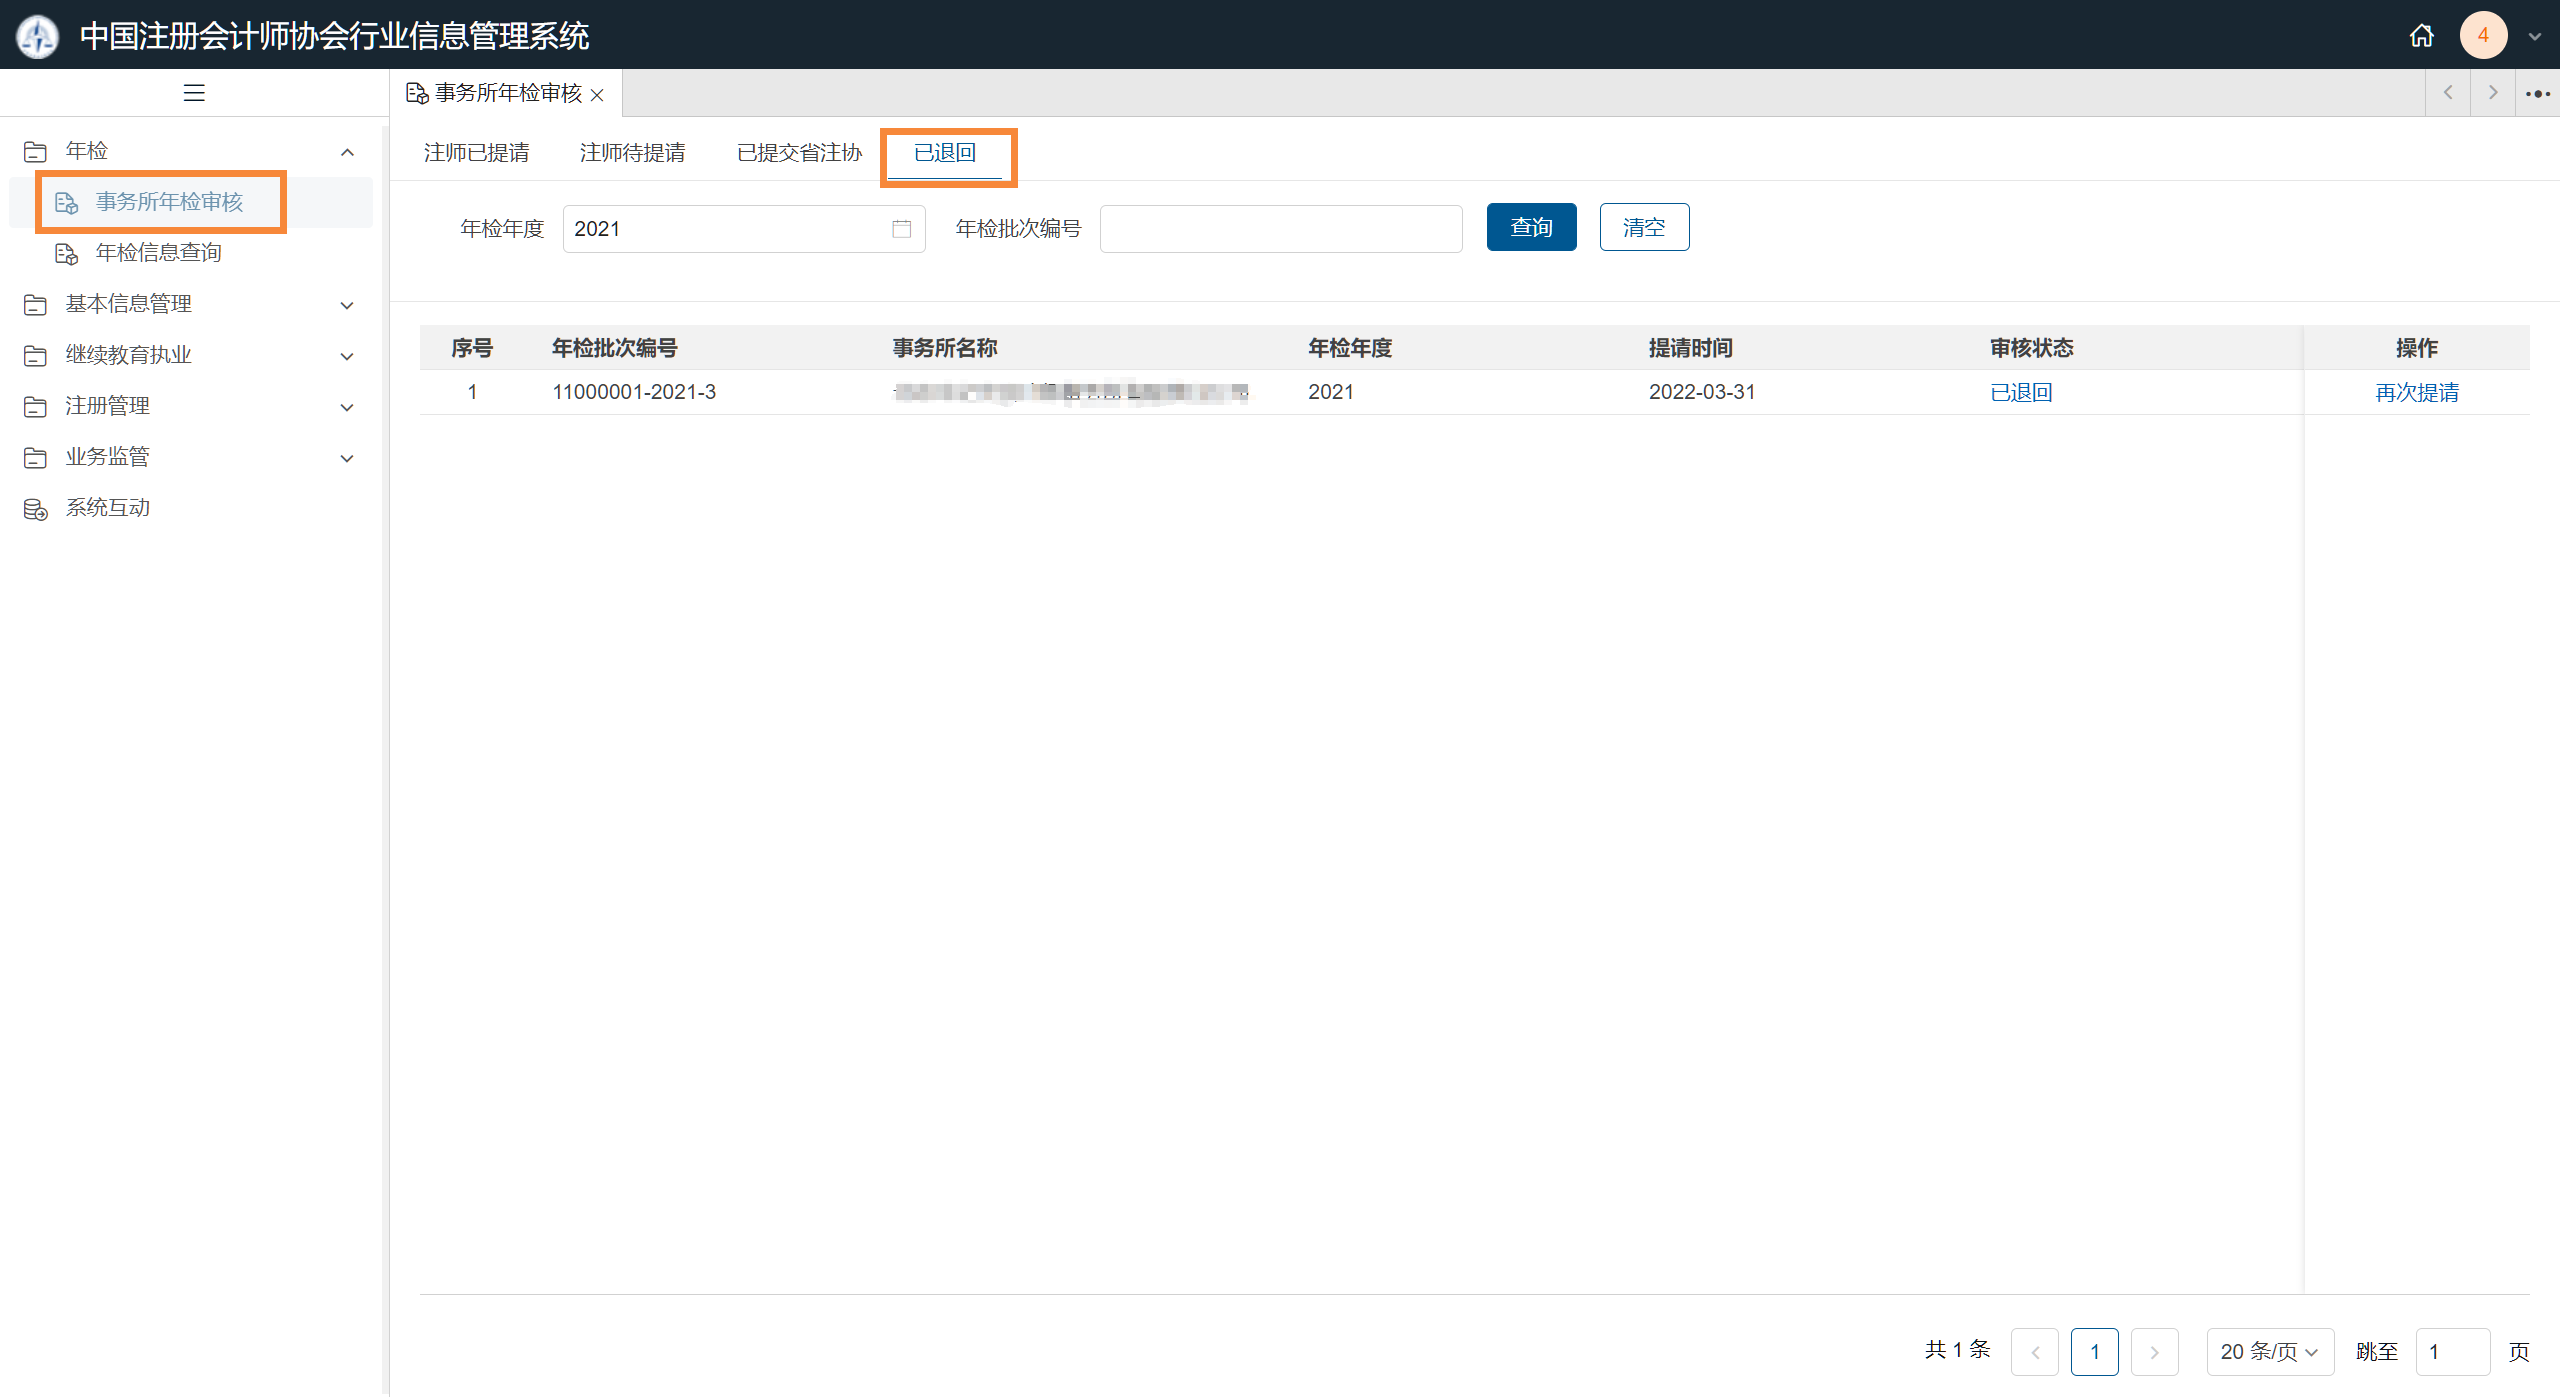 中国注册会计师协会行业信息管理系统
4
事务所年检审核
年检
事务所年检审核
年检信息查询
基本信息管理
继续教育执业
注册管理
业务监管
系统互动
注师已提请 注师待提请 已提交省注协 已退回
年检年度 2021 年检批次编号 查询 清空
序号 年检批次编号 事务所名称 年检年度 提请时间 审核状态 操作
1 11000001-2021-3 2021 2022-03-31 已退回 再次提请
共 1 条 1 20 条/页 跳至 1 页